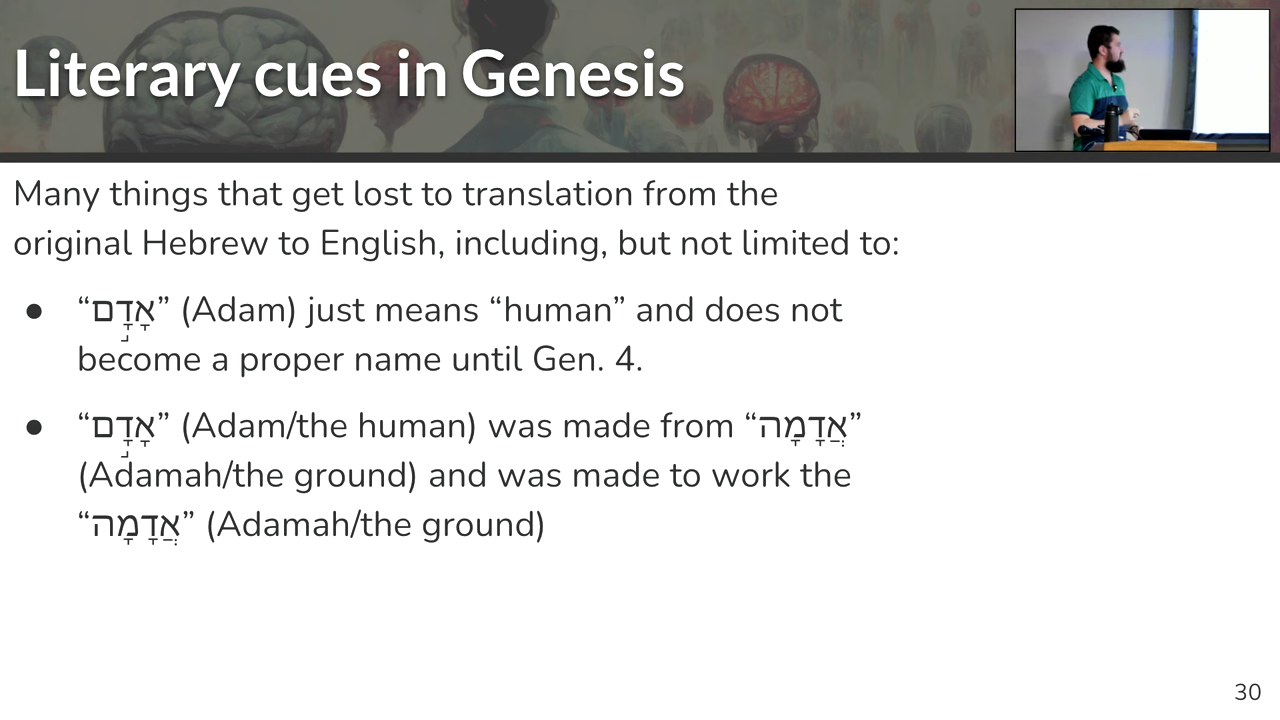 Literary cues in Genesis
Many things that get lost to translation from the
original Hebrew to English, including, but not limited to:
● “אָדָ֛ם” (Adam) just means “human” and does not
become a proper name until Gen. 4.
● “אָדָ֛ם” (Adam/the human) was made from “אֲדָמָה”
(Adamah/the ground) and was made to work the
“אֲדָמָה” (Adamah/the ground)
30